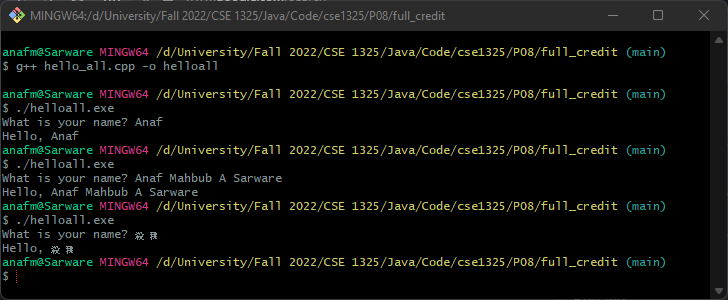 MINGW64:/d/University/Fall 2022/CSE 1325/Java/Code/cse1325/P08/full_credit
anafm@Sarware MINGW64 /d/University/Fall 2022/CSE 1325/Java/Code/cse1325/P08/full_credit (main)
$ g++ hello_all.cpp -o helloall
anafm@Sarware MINGW64 /d/University/Fall 2022/CSE 1325/Java/Code/cse1325/P08/full_credit (main)
$ ./helloall.exe
What is your name? Anaf
Hello, Anaf
anafm@Sarware MINGW64 /d/University/Fall 2022/CSE 1325/Java/Code/cse1325/P08/full_credit (main)
$ ./helloall.exe
What is your name? Anaf Mahbub A Sarware
Hello, Anaf Mahbub A Sarware
anafm@Sarware MINGW64 /d/University/Fall 2022/CSE 1325/Java/Code/cse1325/P08/full_credit (main)
$ ./helloall.exe
What is your name?
Hello,
anafm@Sarware MINGW64 /d/University/Fall 2022/CSE 1325/Java/Code/cse1325/P08/full_credit (main)
$